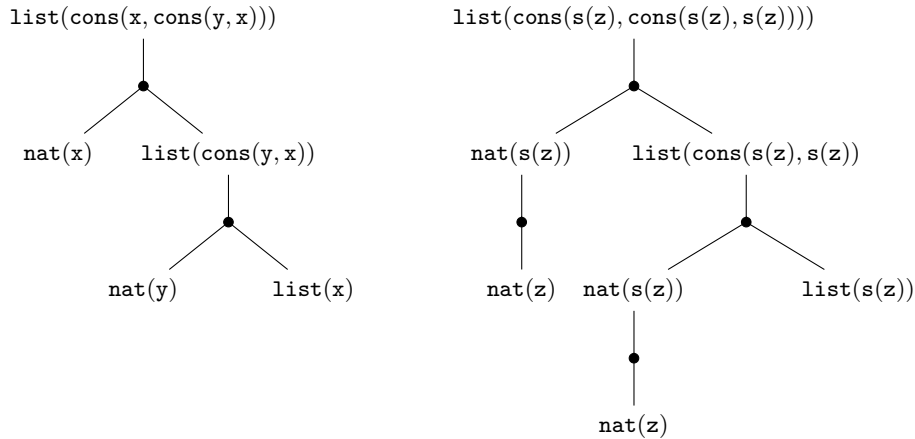 list(cons(x, cons(y, x)))
list(cons(s(z), cons(s(z), s(z))))
nat(x)
list(cons(y, x))
nat(s(z))
list(cons(s(z), s(z))
nat(y)
list(x)
nat(z)
nat(s(z))
list(s(z))
nat(z)